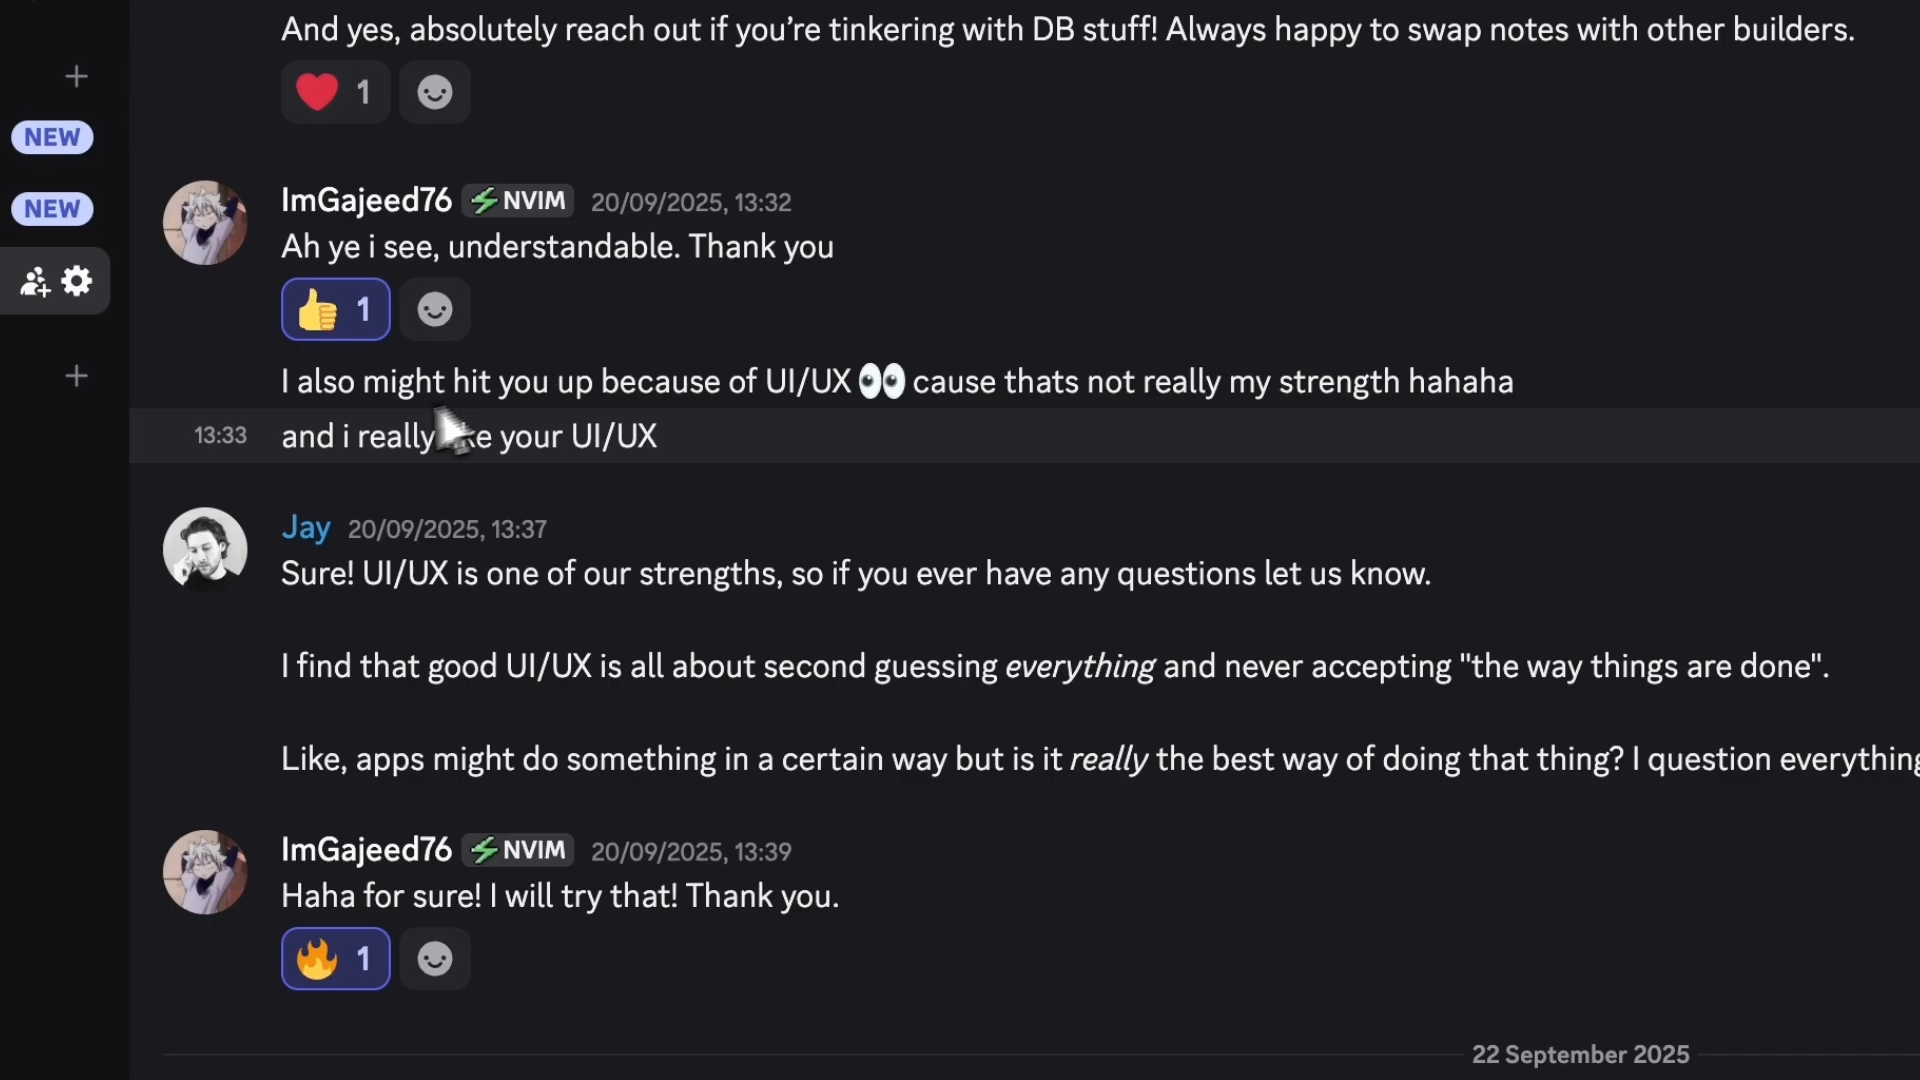 And yes, absolutely reach out if you’re tinkering with DB stuff! Always happy to swap notes with other builders.
1
NEW
ImGajeed76 NVIM 20/09/2025, 13:32
NEW
Ah ye i see, understandable. Thank you
1
I also might hit you up because of UI/UX 👀 cause thats not really my strength hahaha
13:33 and i really your UI/UX
Jay 20/09/2025, 13:37
Sure! UI/UX is one of our strengths, so if you ever have any questions let us know.
I find that good UI/UX is all about second guessing everything and never accepting "the way things are done".
Like, apps might do something in a certain way but is it really the best way of doing that thing? I question everything
ImGajeed76 NVIM 20/09/2025, 13:39
Haha for sure! I will try that! Thank you.
1
22 September 2025